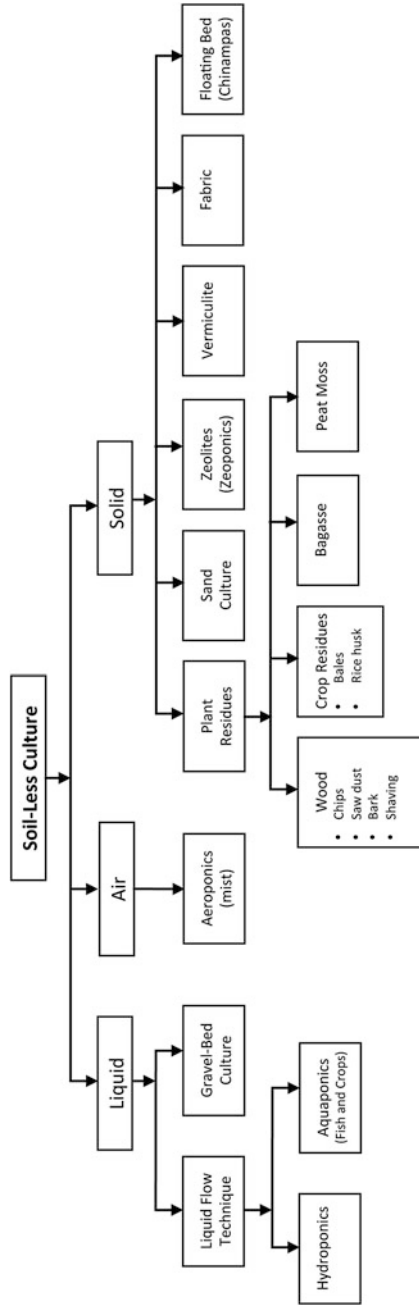 Soil-Less Culture
Liquid
Air
Solid
Liquid Flow
Technique
Gravel-Bed
Culture
Aeroponics
(mist)
Plant
Residues
Sand
Culture
Zeolites
(Zeoponics)
Vermiculite
Fabric
Floating Bed
(Chinampas)
Hydroponics
Aquaponics
(Fish and Crops)
Wood
• Chips
• Saw dust
• Bark
• Shaving
Crop Residues
• Bales
• Rice husk
Bagasse
Peat Moss